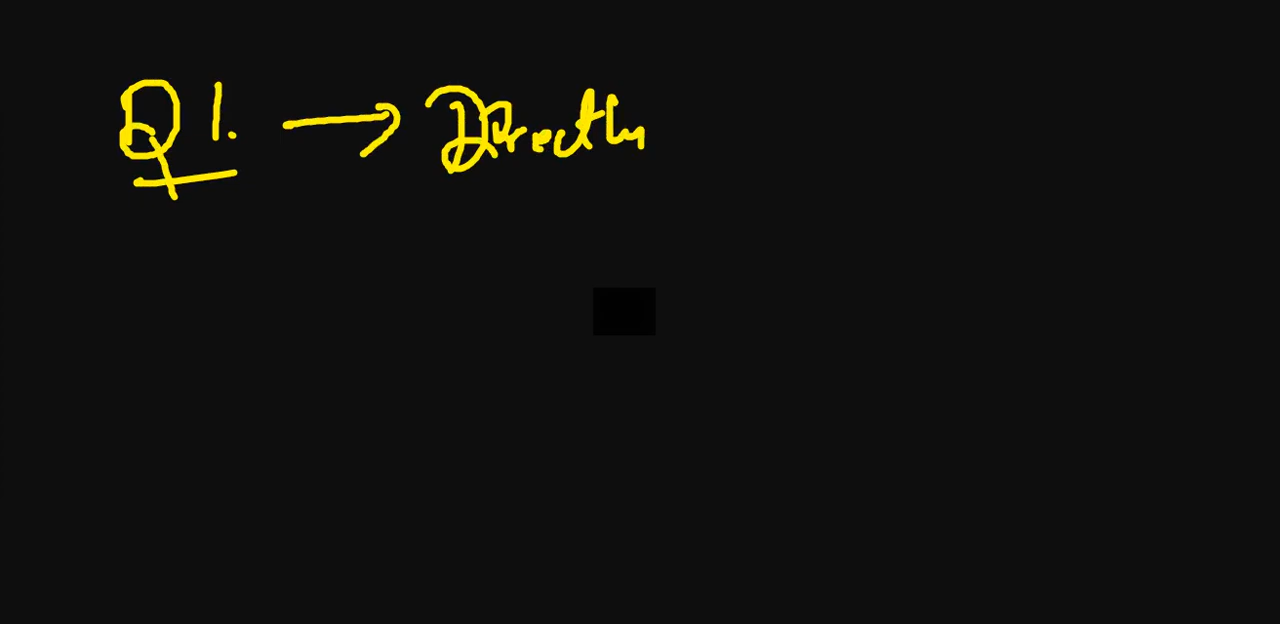 Q1. → Directly